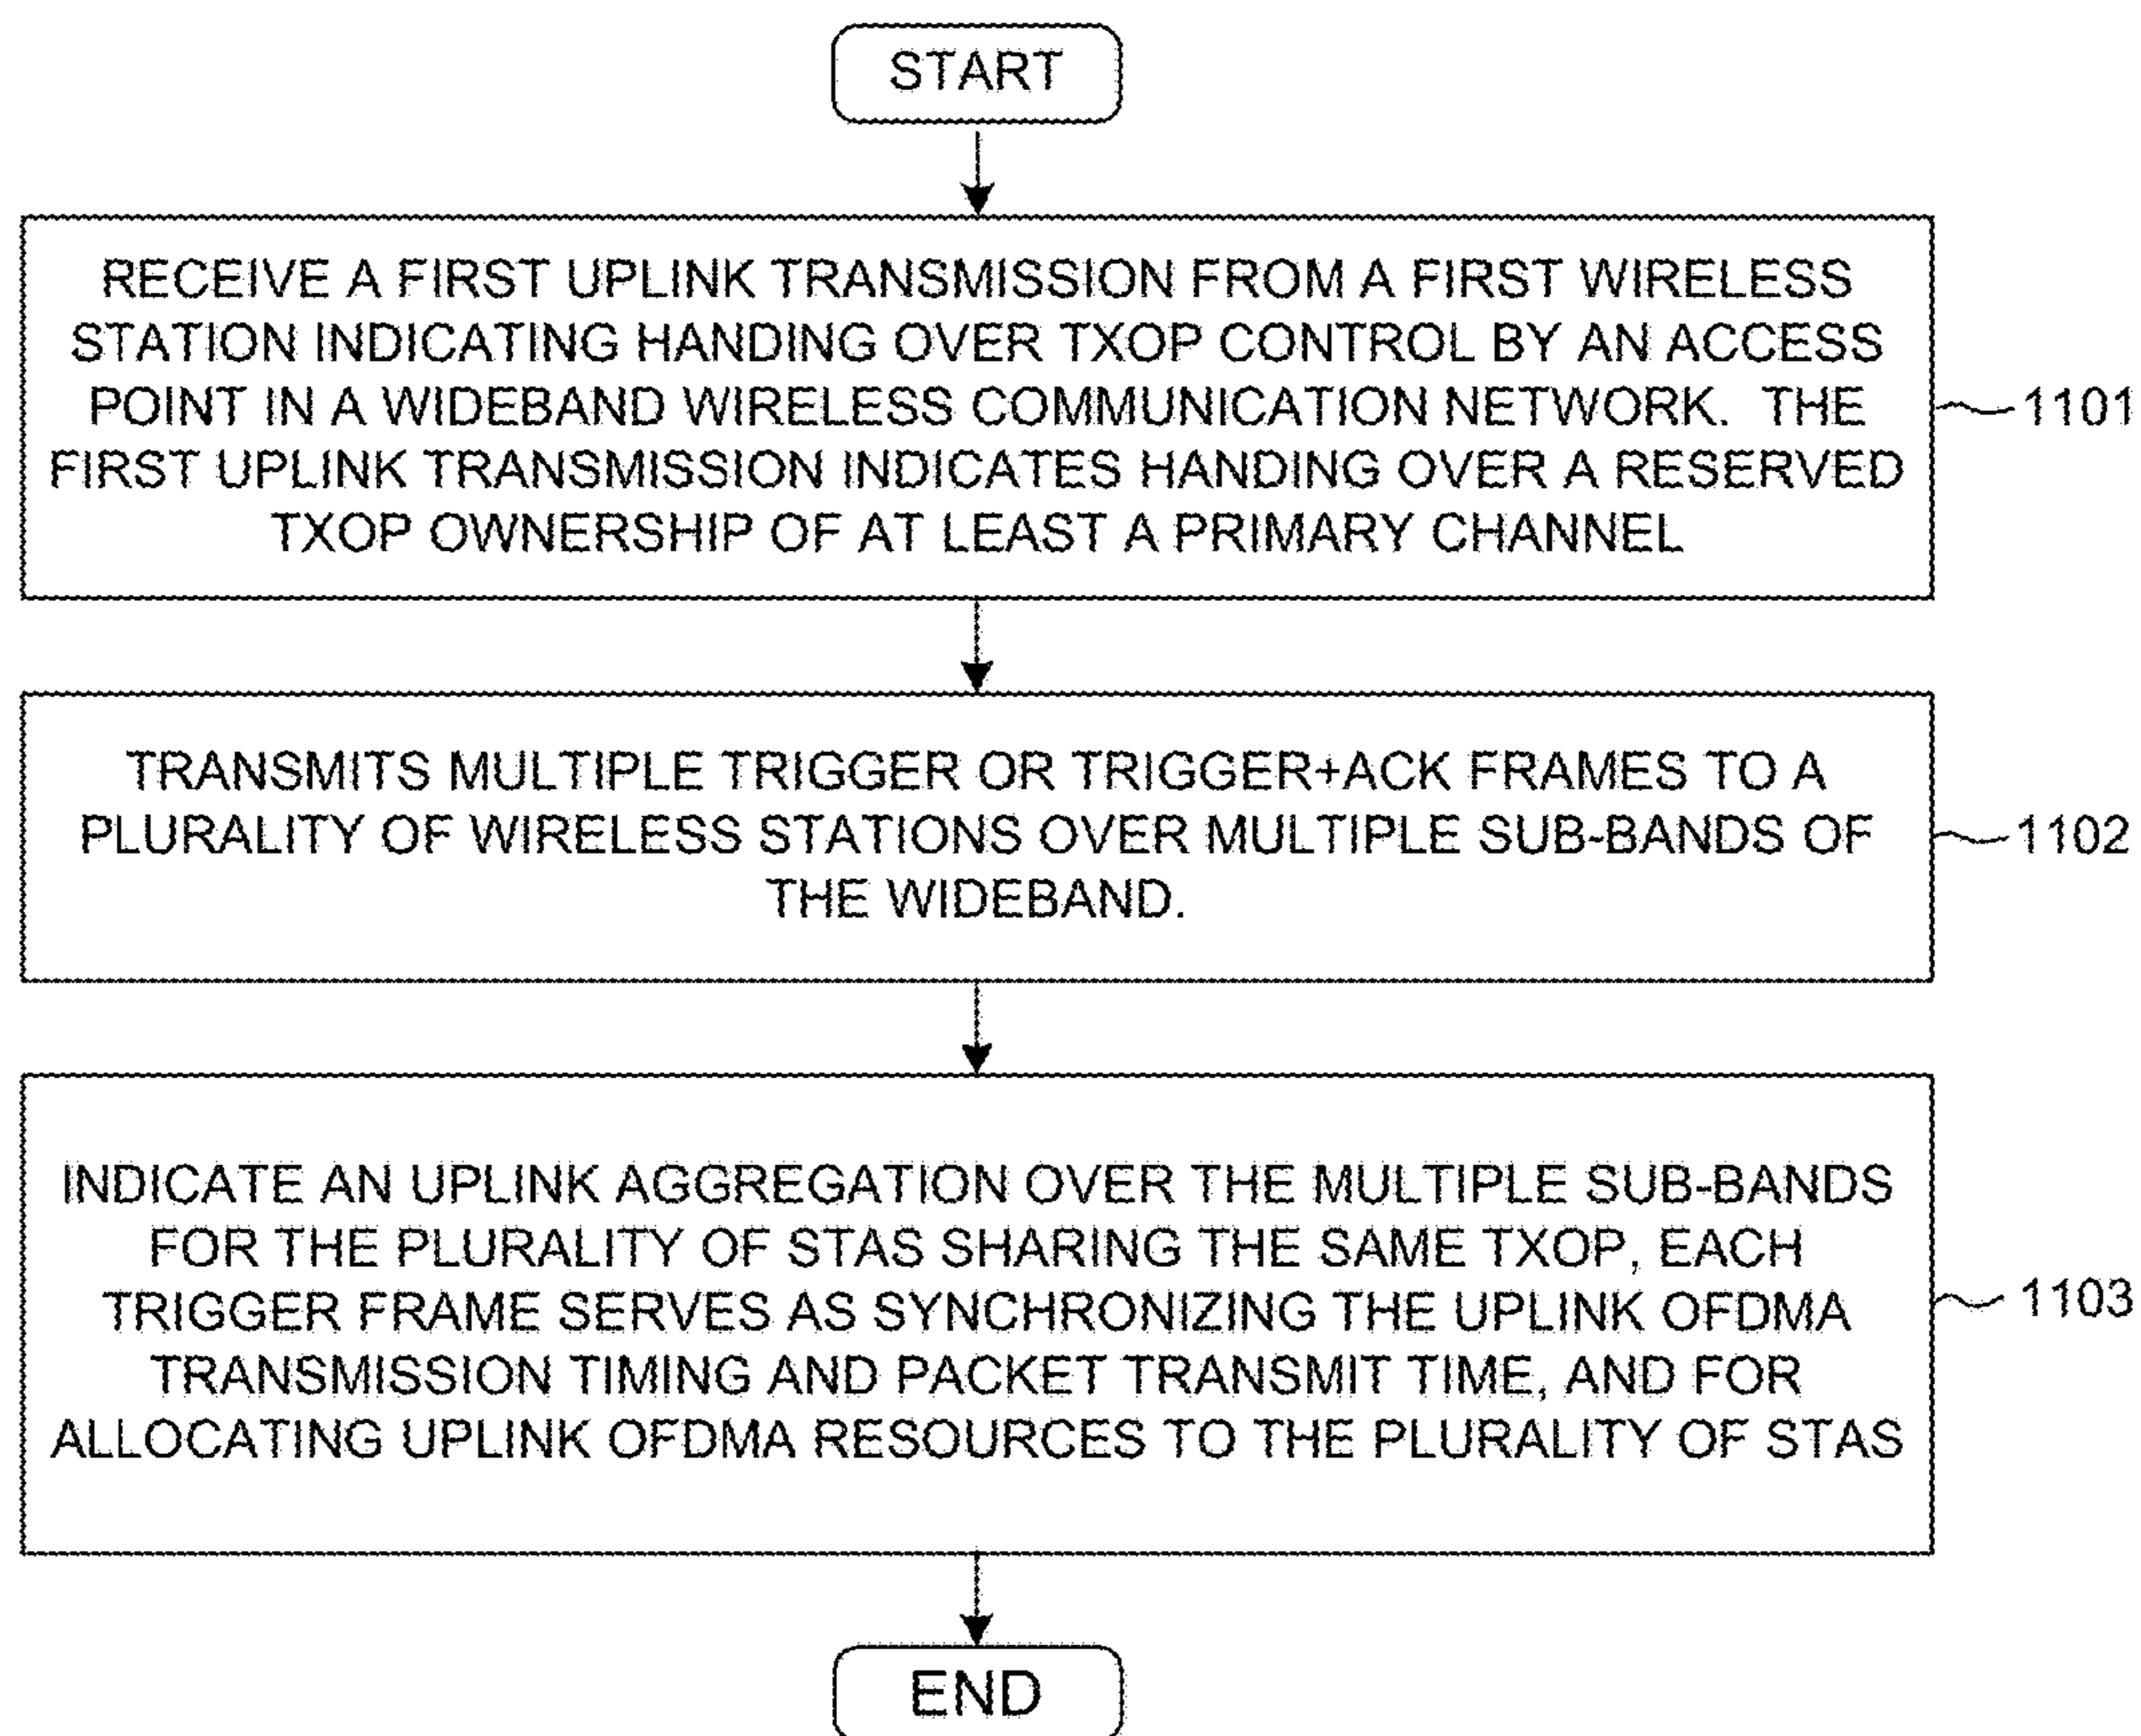 START
RECEIVE A FIRST UPLINK TRANSMISSION FROM A FIRST WIRELESS
STATION INDICATING HANDING OVER TXOP CONTROL BY AN ACCESS
POINT IN A WIDEBAND WIRELESS COMMUNICATION NETWORK. THE
FIRST UPLINK TRANSMISSION INDICATES HANDING OVER A RESERVED
TXOP OWNERSHIP OF AT LEAST A PRIMARY CHANNEL
1101
TRANSMITS MULTIPLE TRIGGER OR TRIGGER+ACK FRAMES TO A
PLURALITY OF WIRELESS STATIONS OVER MULTIPLE SUB-BANDS OF
THE WIDEBAND.
1102
INDICATE AN UPLINK AGGREGATION OVER THE MULTIPLE SUB-BANDS
FOR THE PLURALITY OF STAS SHARING THE SAME TXOP, EACH
TRIGGER FRAME SERVES AS SYNCHRONIZING THE UPLINK OFDMA
TRANSMISSION TIMING AND PACKET TRANSMIT TIME, AND FOR
ALLOCATING UPLINK OFDMA RESOURCES TO THE PLURALITY OF STAS
1103
END